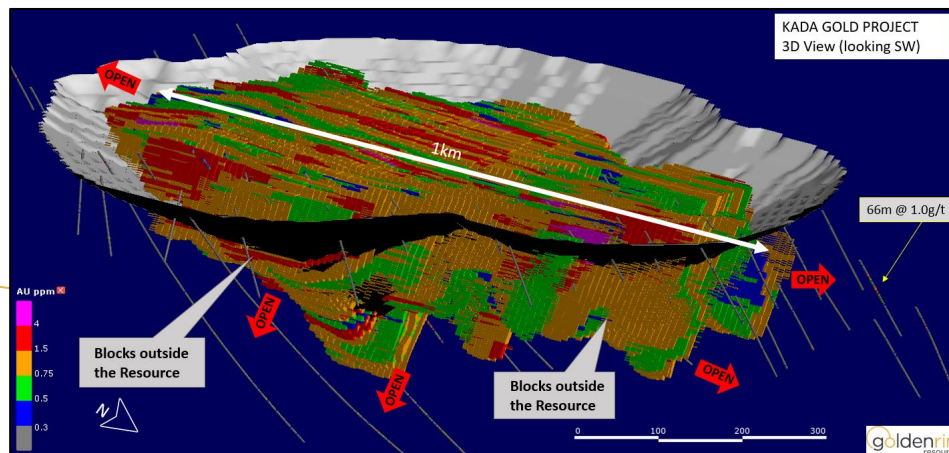 KADA GOLD PROJECT
3D View (looking SW)
OPEN
1km
66m @ 1.0g/t
OPEN
AU ppm
4
1.5
0.75
0.5
0.3
OPEN
Blocks outside
the Resource
OPEN
Blocks outside
the Resource
OPEN
N
0 100 200 300
goldenrim
resour